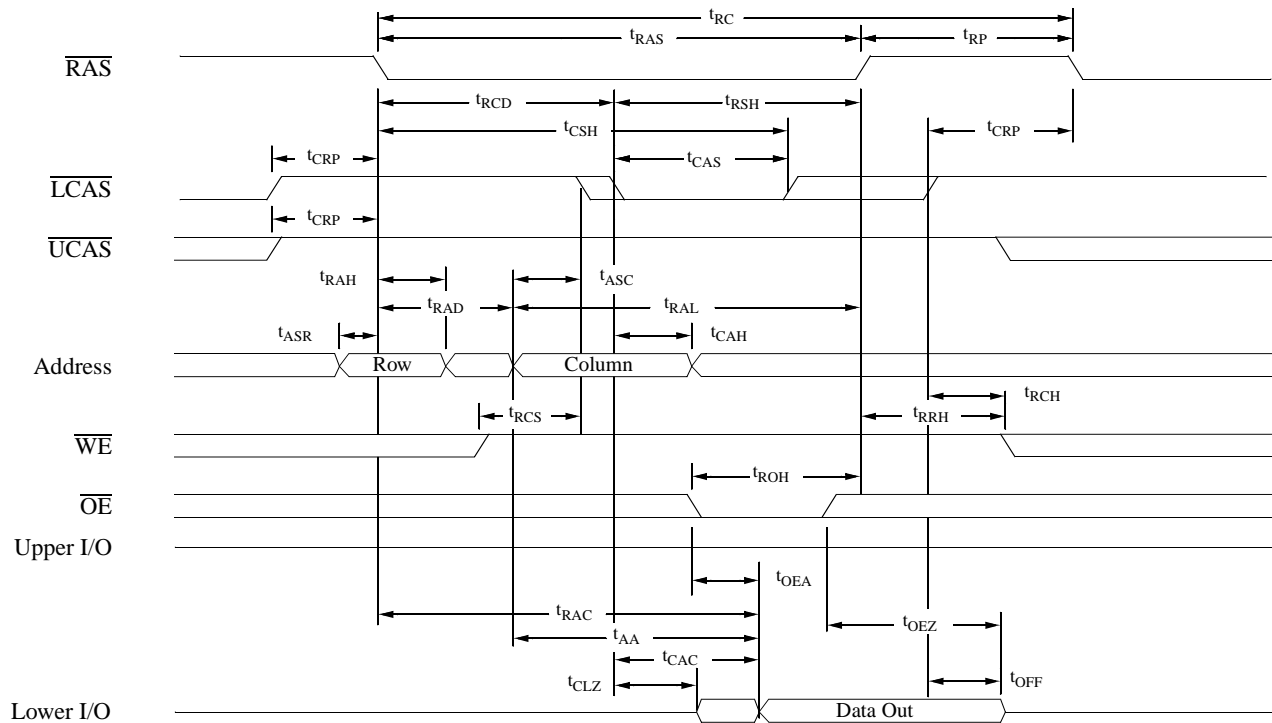 tRC
tRAS
tRP
RAS
tRCD
tRSH
tCSH
tCRP
tCRP
tCAS
LCAS
tCRP
UCAS
tRAH
tASC
tRAD
tRAL
tASR
tCAH
Address
Row
Column
tRCH
tRCS
tRRH
WE
tROH
OE
Upper I/O
tOEA
tRAC
tOEZ
tAA
tCAC
tCLZ
tOFF
Lower I/O
Data Out